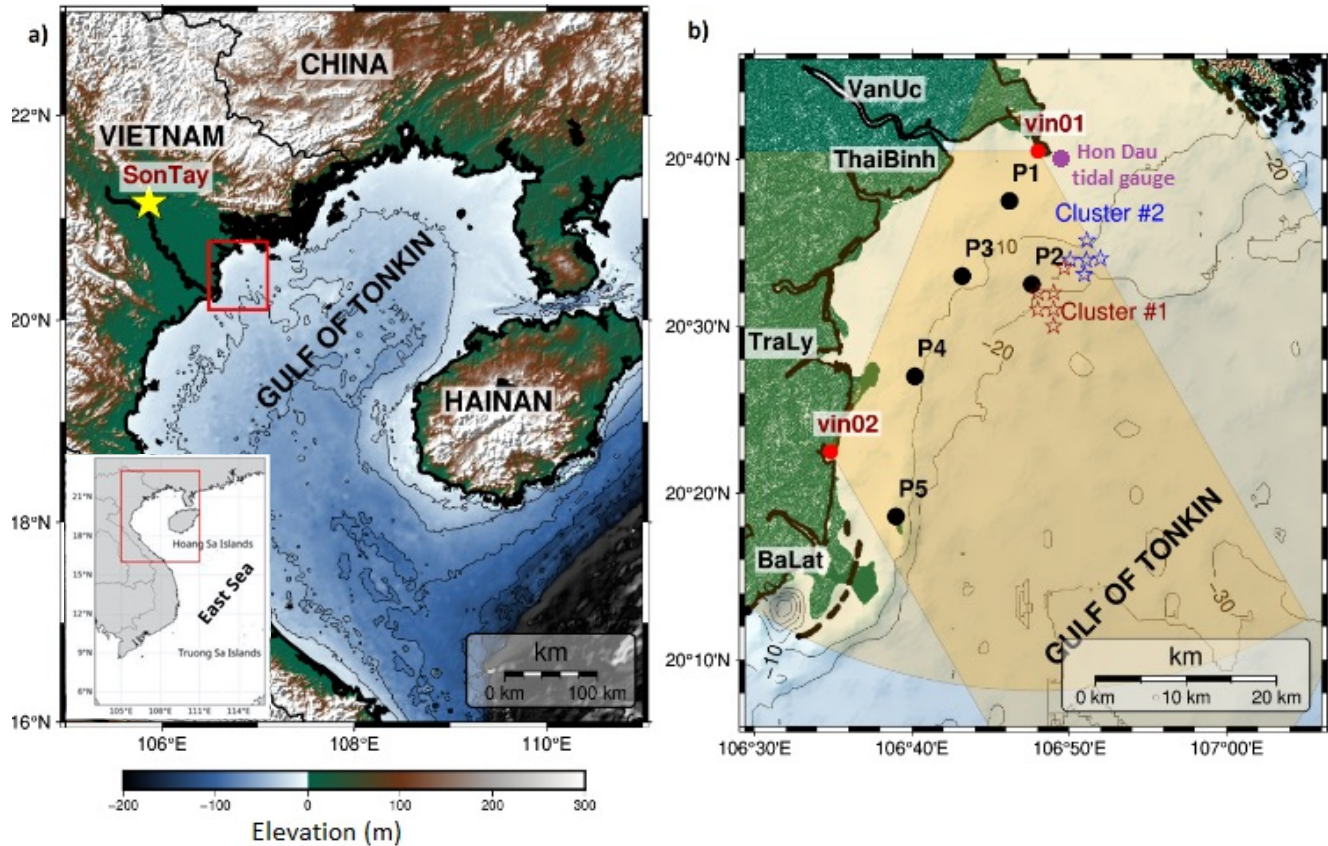 a)
CHINA
22°N
VIETNAM
SonTay
20°N
GULF OF TONKIN
HAINAN
18°N
16°N
106°E
108°E
110°E
21°N
18°N
15°N
12°N
9°N
6°N
105°E
108°E
111°E
114°E
Hoang Sa Islands
East Sea
Truong Sa Islands
km
0 km
100 km
−200
−100
0
100
200
300
Elevation (m)
b)
VanUc
vin01
20°40'
ThaiBinh
Hon Dau
tidal gauge
−20
P1
Cluster #2
10
P3
P2
20°30'
Cluster #1
TraLy
−20
P4
vin02
20°20'
P5
GULF OF TONKIN
BaLat
−30
−10
20°10'
km
0 km
10 km
20 km
106°30'E
106°40'E
106°50'E
107°00'E